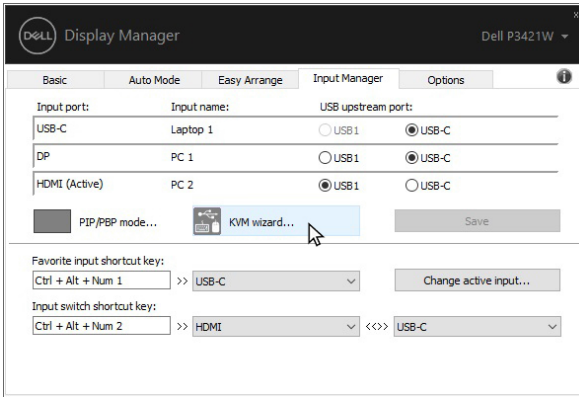 DELL Display Manager Dell P3421W
Basic Auto Mode Easy Arrange Input Manager Options i
Input port: Input name: USB upstream port:
USB-C Laptop 1 USB1 USB-C
DP PC 1 USB1 USB-C
HDMI (Active) PC 2 USB1 USB-C
PIP/PBP mode... KVM wizard... Save
Favorite input shortcut key:
Ctrl + Alt + Num 1 >> USB-C Change active input...
Input switch shortcut key:
Ctrl + Alt + Num 2 >> HDMI <<>> USB-C